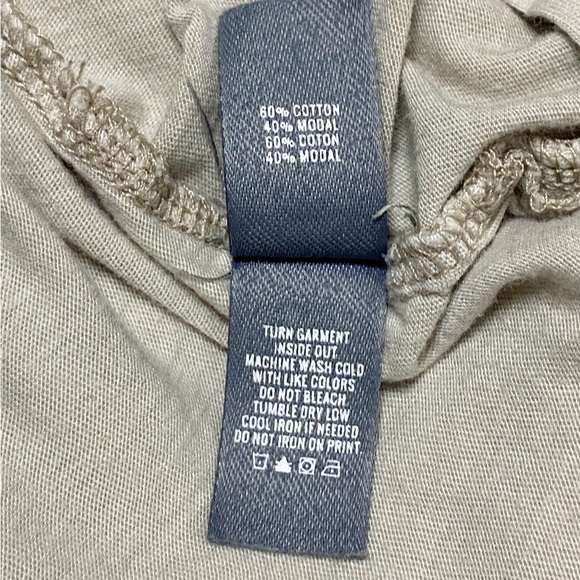 60% COTTON
40% MODAL
60% COTON
40% MODAL
TURN GARMENT
INSIDE OUT
MACHINE WASH COLD
WITH LIKE COLORS
DO NOT BLEACH
TUMBLE DRY LOW
COOL IRON IF NEEDED
DO NOT IRON ON PRINT